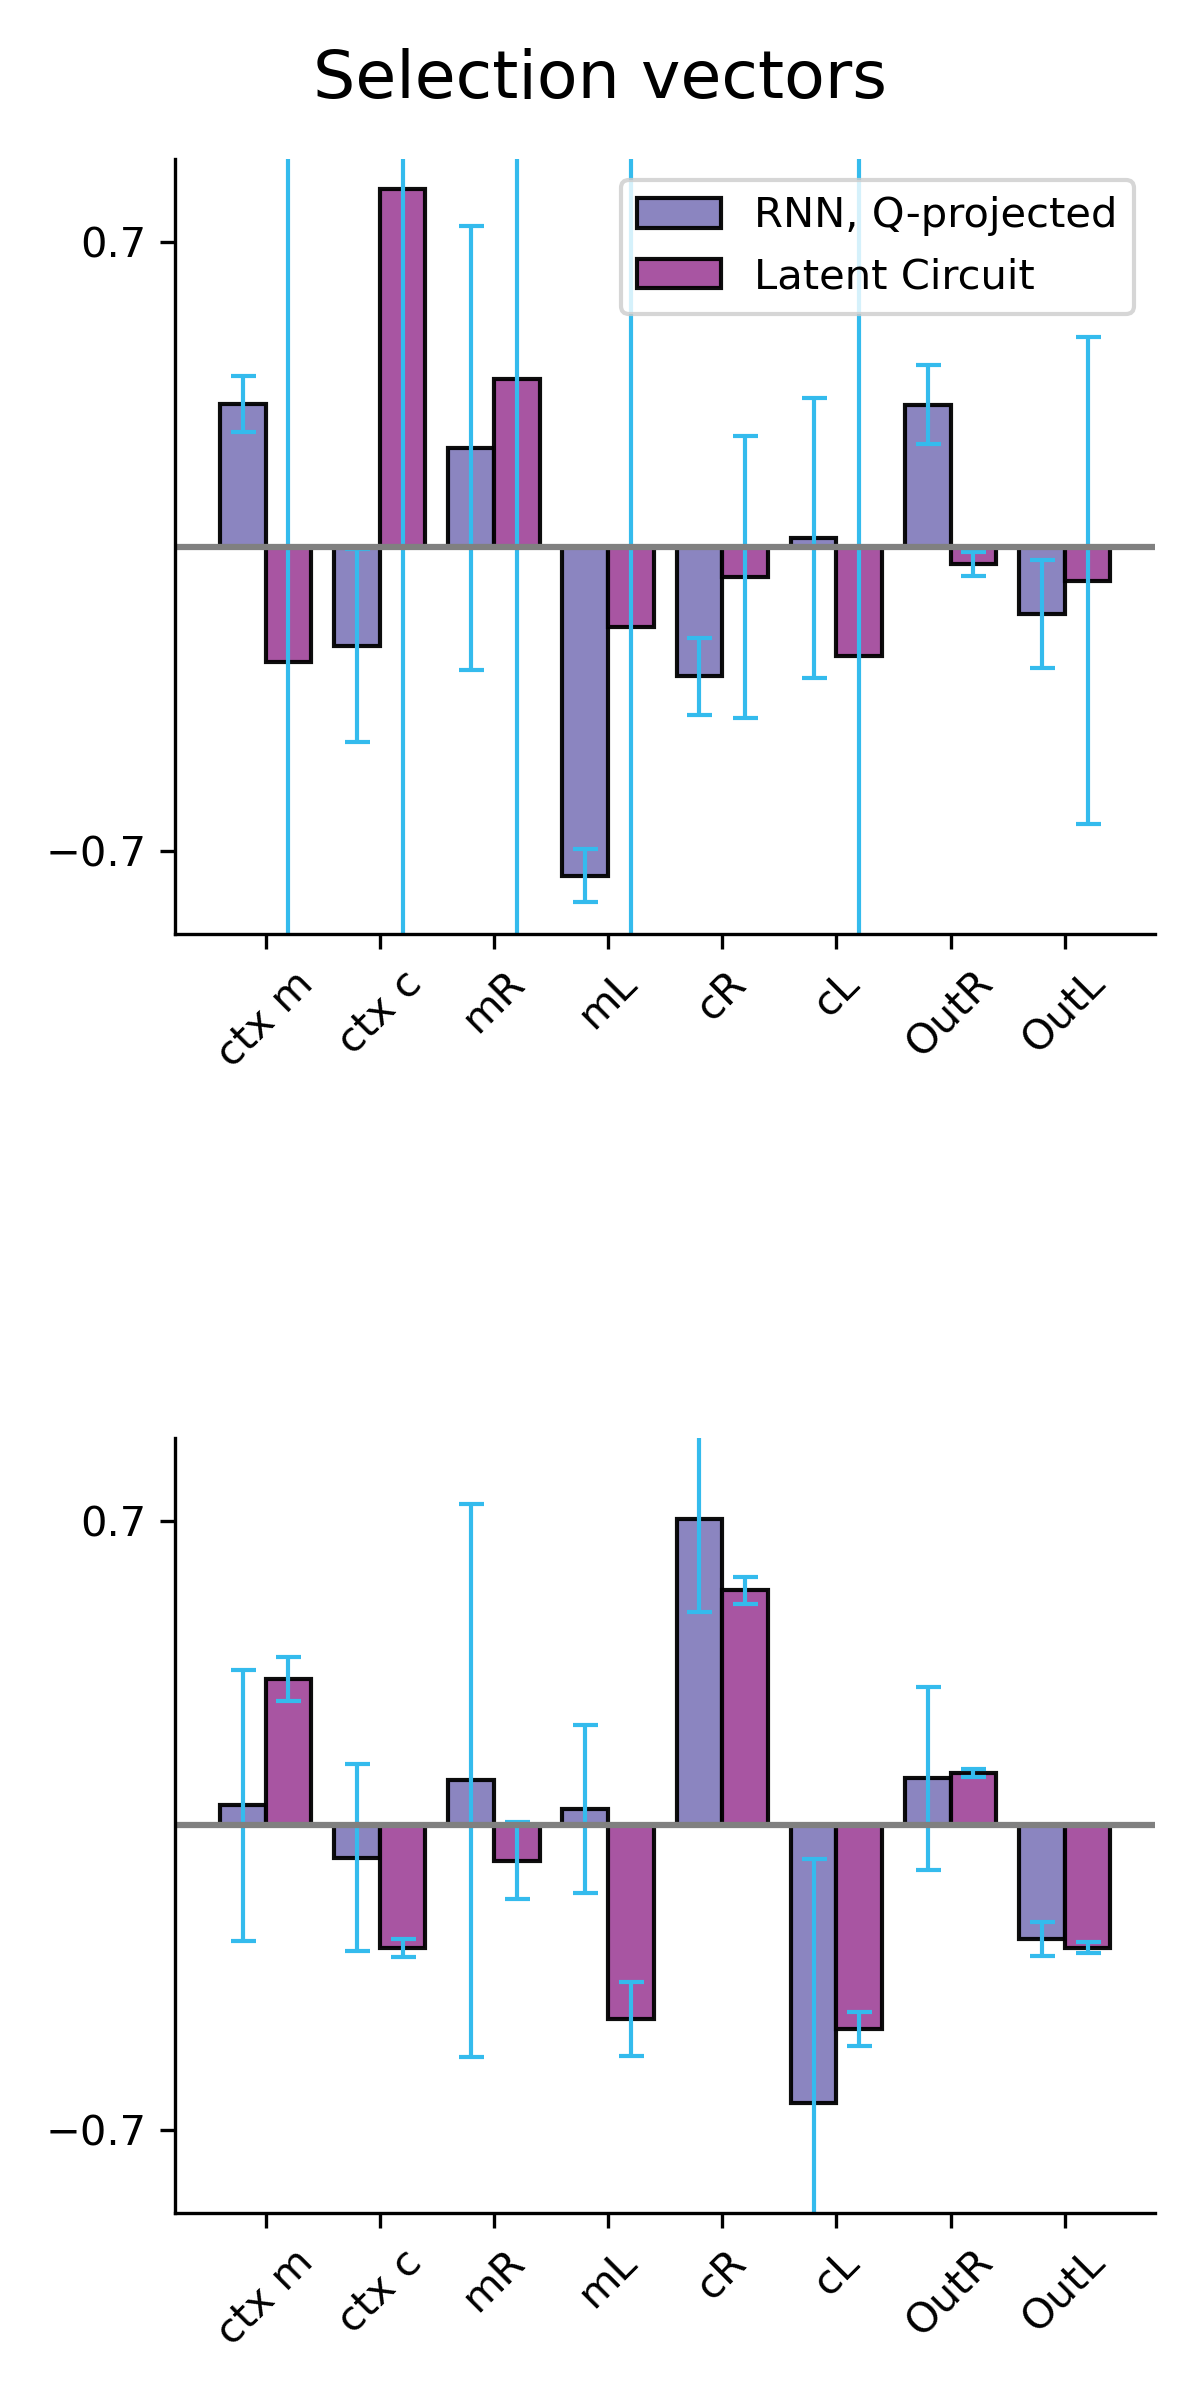 Selection vectors
0.7
−0.7
RNN, Q-projected
Latent Circuit
ctx m
ctx c
mR
mL
cR
cL
OutR
OutL
0.7
−0.7
ctx m
ctx c
mR
mL
cR
cL
OutR
OutL